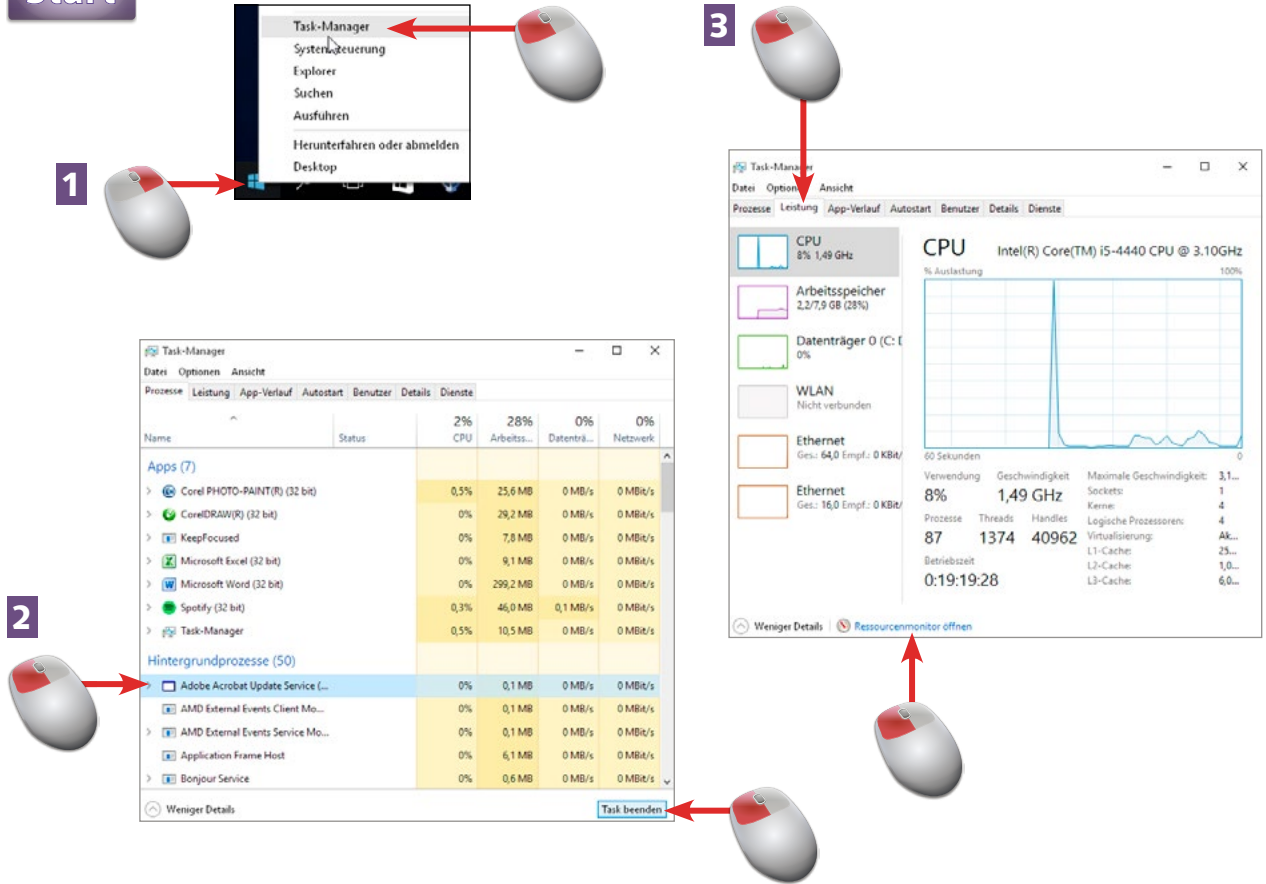 Start
1
Task-Manager
Systemsteuerung
Explorer
Suchen
Ausführen
Herunterfahren oder abmelden
Desktop
2
Task-Manager
Datei Optionen Ansicht
Prozesse Leistung App-Verlauf Autostart Benutzer Details Dienste
2% 28% 0% 0%
Name Status CPU Arbeitss... Datenträ... Netzwerk
Apps (7)
Corel PHOTO-PAINT(R) (32 bit) 0,5% 25,6 MB 0 MB/s 0 MBit/s
CorelDRAW(R) (32 bit) 0% 29,2 MB 0 MB/s 0 MBit/s
KeepFocused 0% 7,8 MB 0 MB/s 0 MBit/s
Microsoft Excel (32 bit) 0% 9,1 MB 0 MB/s 0 MBit/s
Microsoft Word (32 bit) 0% 299,2 MB 0 MB/s 0 MBit/s
Spotify (32 bit) 0,3% 46,0 MB 0,1 MB/s 0 MBit/s
Task-Manager 0,5% 10,5 MB 0 MB/s 0 MBit/s
Hintergrundprozesse (50)
Adobe Acrobat Update Service (... 0% 0,1 MB 0 MB/s 0 MBit/s
AMD External Events Client Mo... 0% 0,1 MB 0 MB/s 0 MBit/s
AMD External Events Service Mo... 0% 0,1 MB 0 MB/s 0 MBit/s
Application Frame Host 0% 6,1 MB 0 MB/s 0 MBit/s
Bonjour Service 0% 0,6 MB 0 MB/s 0 MBit/s
Weniger Details Task beenden
3
Task-Manager
Datei Optionen Ansicht
Prozesse Leistung App-Verlauf Autostart Benutzer Details Dienste
CPU
8% 1,49 GHz
Arbeitsspeicher
2,2/7,9 GB (28%)
Datenträger 0 (C: D
0%
WLAN
Nicht verbunden
Ethernet
Ges.: 64,0 Empf.: 0 KBit/
Ethernet
Ges.: 16,0 Empf.: 0 KBit/
CPU Intel(R) Core(TM) i5-4440 CPU @ 3.10GHz
% Auslastung 100%
60 Sekunden 0
Verwendung Geschwindigkeit
8% 1,49 GHz
Prozesse Threads Handles
87 1374 40962
Betriebszeit
0:19:19:28
Maximale Geschwindigkeit: 3,1...
Sockets: 1
Kerne: 4
Logische Prozessoren: 4
Virtualisierung: Ak...
L1-Cache: 25...
L2-Cache: 1,0...
L3-Cache: 6,0...
Weniger Details Ressourcenmonitor öffnen